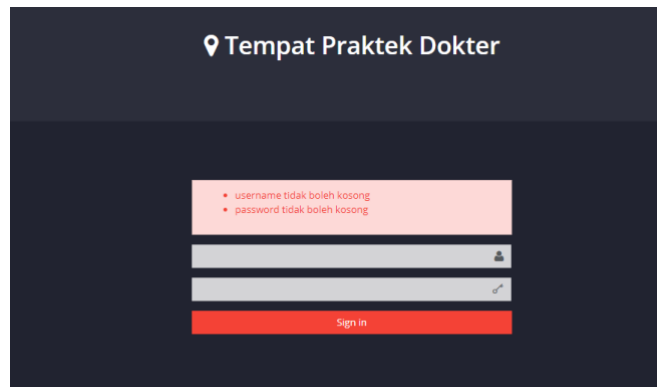 Tempat Praktek Dokter
username tidak boleh kosong
password tidak boleh kosong
Sign in